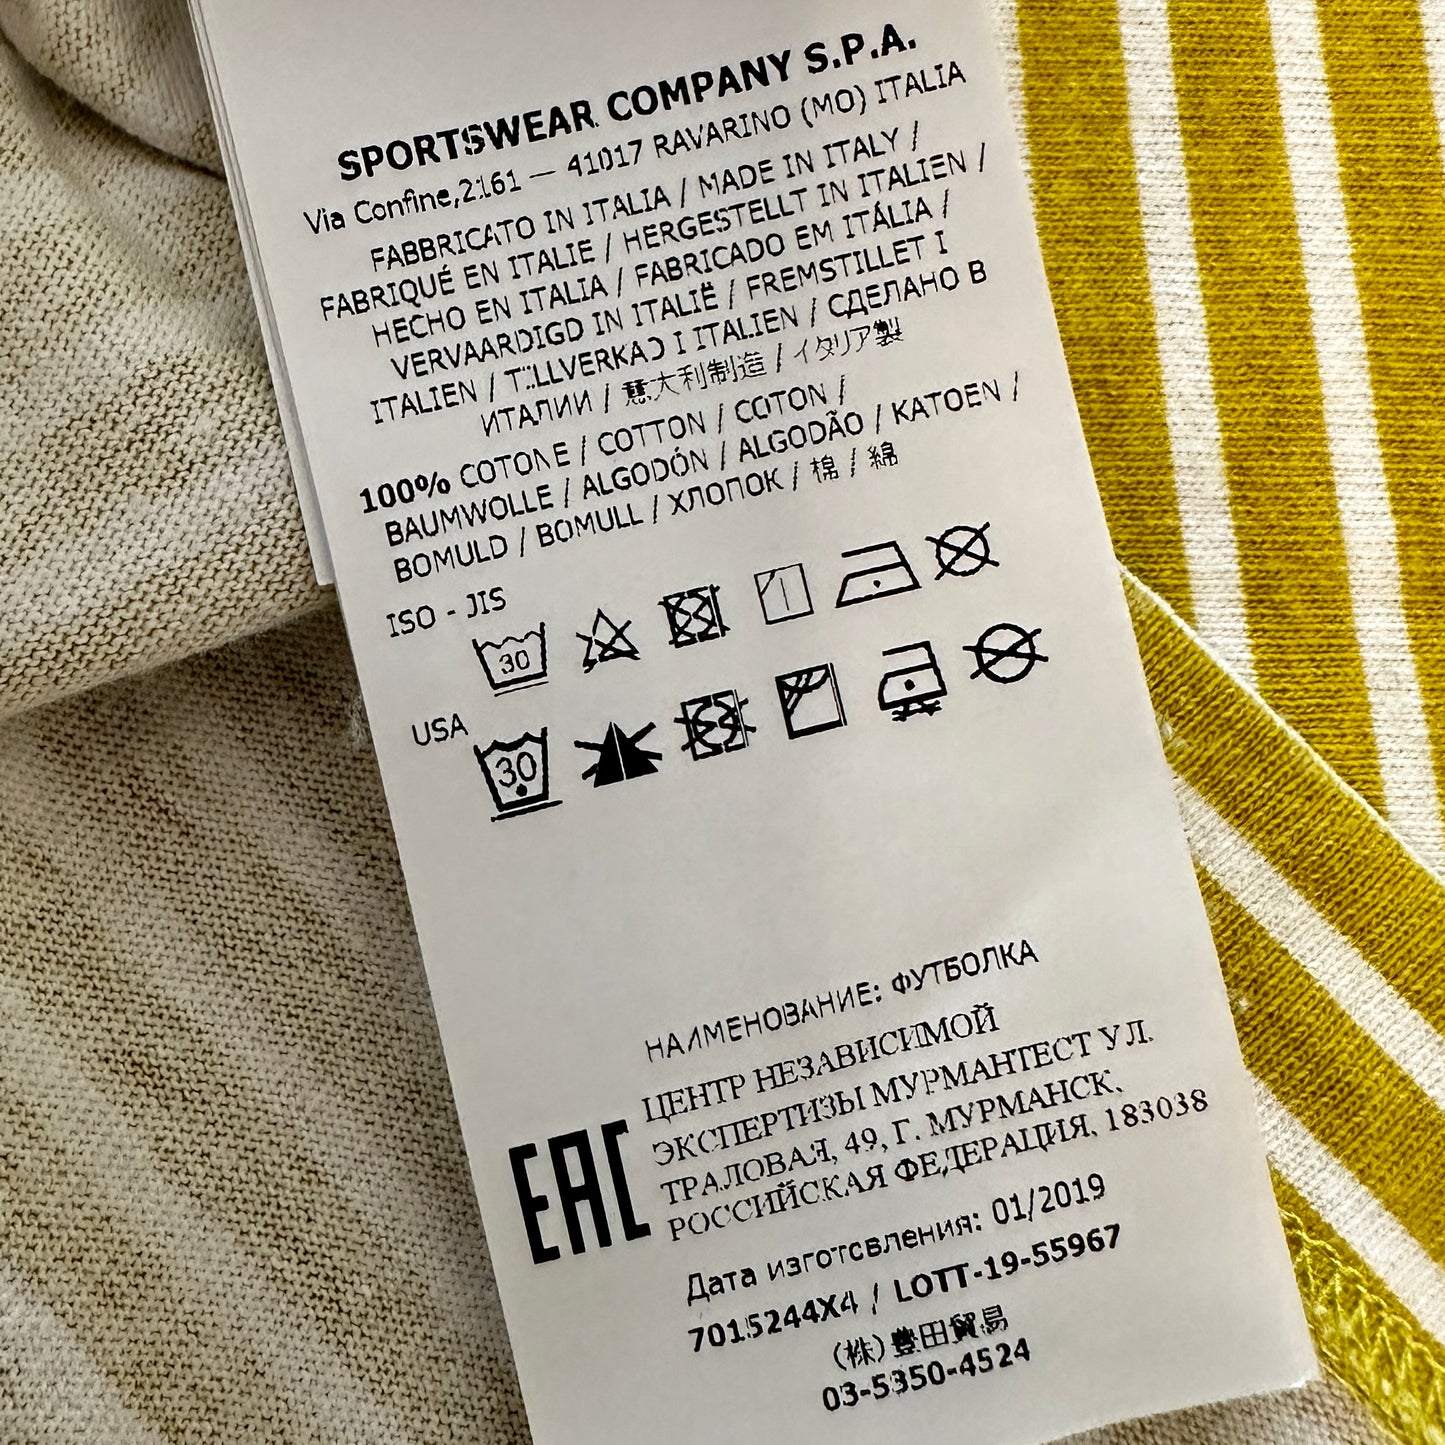 SPORTSWEAR COMPANY S.P.A.
Via Confine,2161 — 41017 RAVARINO (MO) ITALIA
FABBRICATO IN ITALIA / MADE IN ITALY /
FABRIQUÉ EN ITALIE / HERGESTELLT IN ITALIEN /
HECHO EN ITALIA / FABRICADO EM ITÁLIA /
VERVAARDIGD IN ITALIË / FREMSTILLET I
ITALIEN / TILLVERKAD I ITALIEN / СДЕЛАНО В
ИТАЛИИ / 意大利制造 / イタリア製
100% COTONE / COTTON / COTON /
BAUMWOLLE / ALGODÓN / ALGODÃO / KATOEN /
BOMULD / BOMULL / ХЛОПОК / 棉 / 綿
ISO - JIS
30
USA
30
НАИМЕНОВАНИЕ: ФУТБОЛКА
ЦЕНТР НЕЗАВИСИМОЙ
ЭКСПЕРТИЗЫ МУРМАНТЕСТ УЛ.
ТРАЛОВАЯ, 49, Г. МУРМАНСК,
РОССИЙСКАЯ ФЕДЕРАЦИЯ, 183038
EAC
Дата изготовления: 01/2019
7015244X4 / LOTT-19-55967
(株)豊田貿易
03-5350-4524